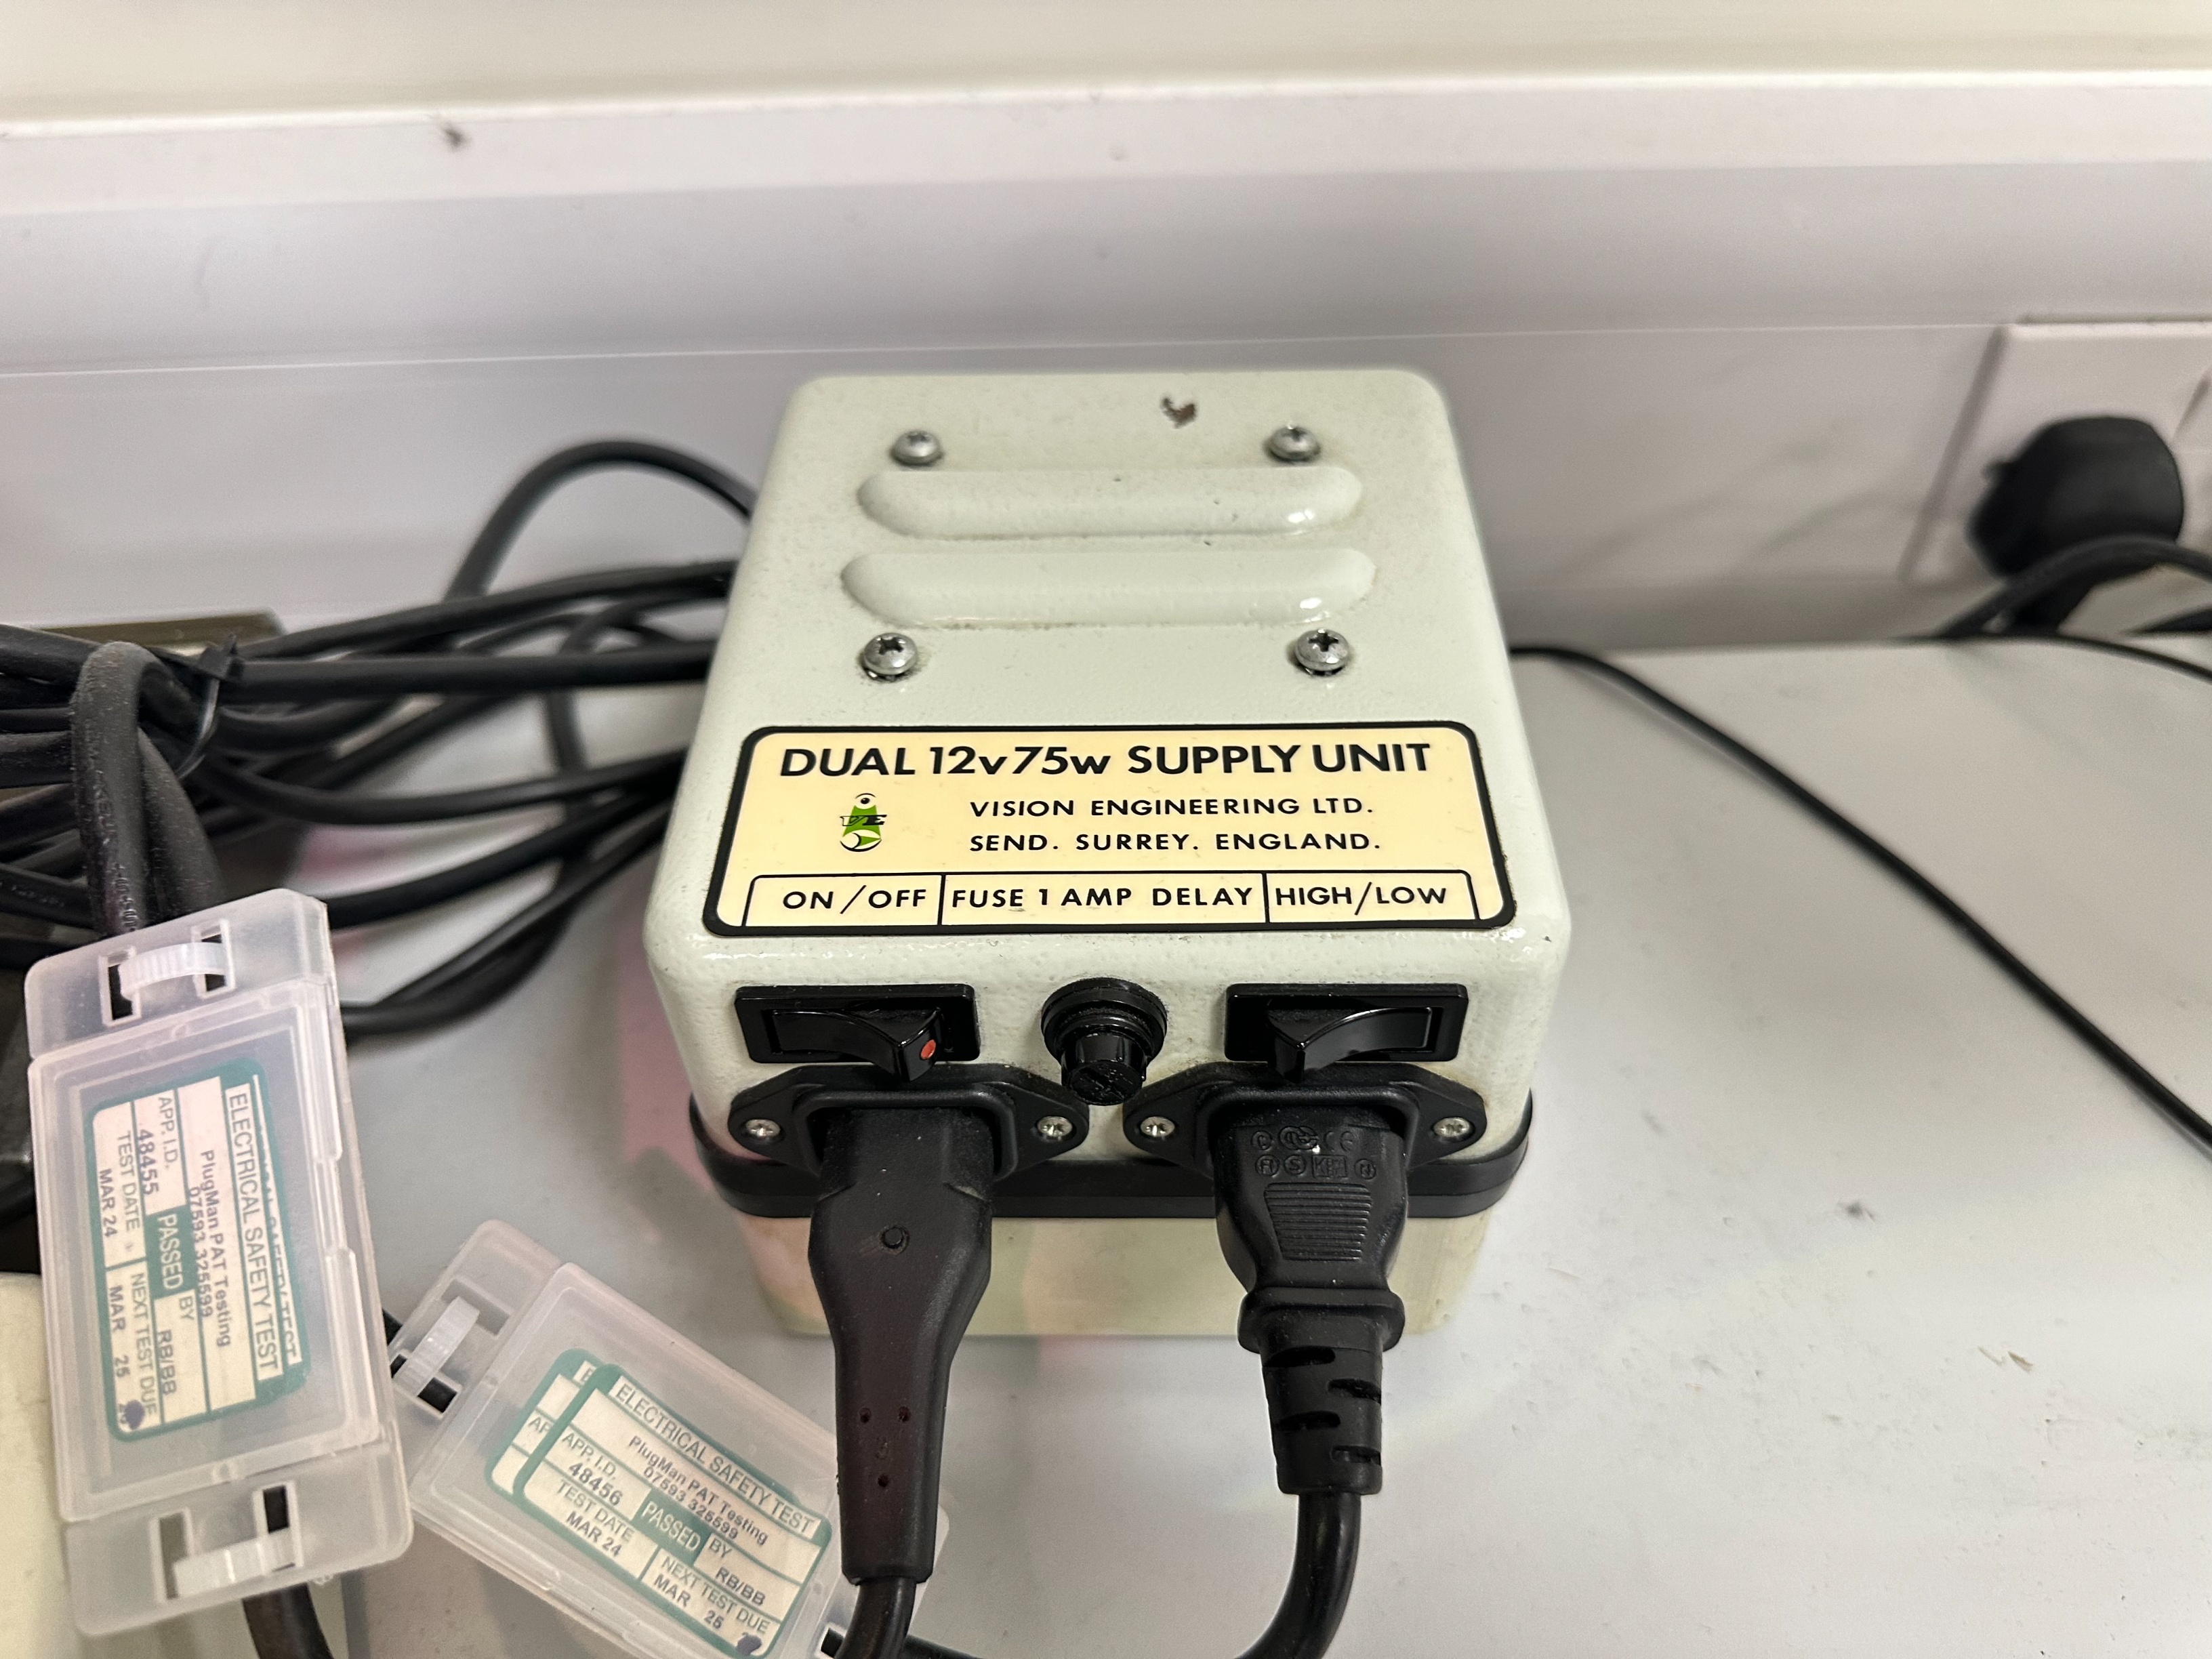 DUAL 12v 75w SUPPLY UNIT
VE
VISION ENGINEERING LTD.
SEND. SURREY. ENGLAND.
ON/OFF
FUSE 1 AMP DELAY
HIGH/LOW
ELECTRICAL SAFETY TEST
PlugMan PAT Testing
07593 325599
APP. I.D.
48455
PASSED
BY
RB/BB
TEST DATE
MAR 24
NEXT TEST DUE
MAR 25
ELECTRICAL SAFETY TEST
PlugMan PAT Testing
07593 325599
APP. I.D.
48456
PASSED
BY
RB/BB
TEST DATE
MAR 24
NEXT TEST DUE
MAR 25